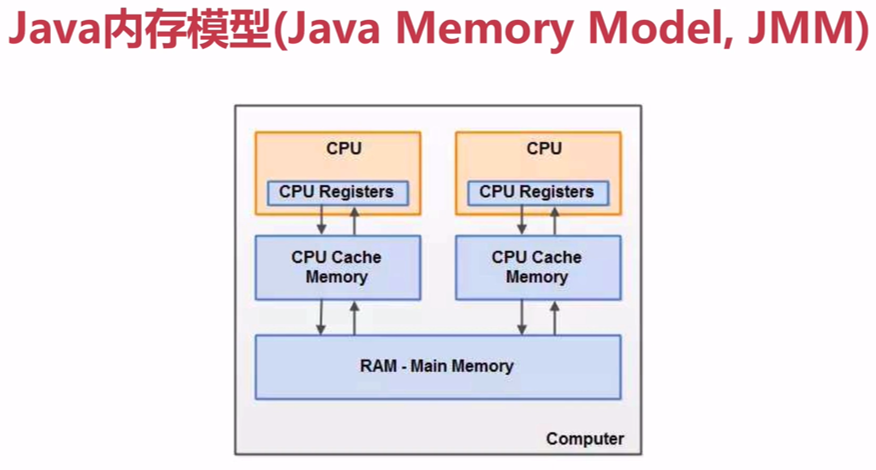 Java内存模型(Java Memory Model, JMM)
CPU
CPU Registers
CPU Cache
Memory
CPU
CPU Registers
CPU Cache
Memory
RAM - Main Memory
Computer